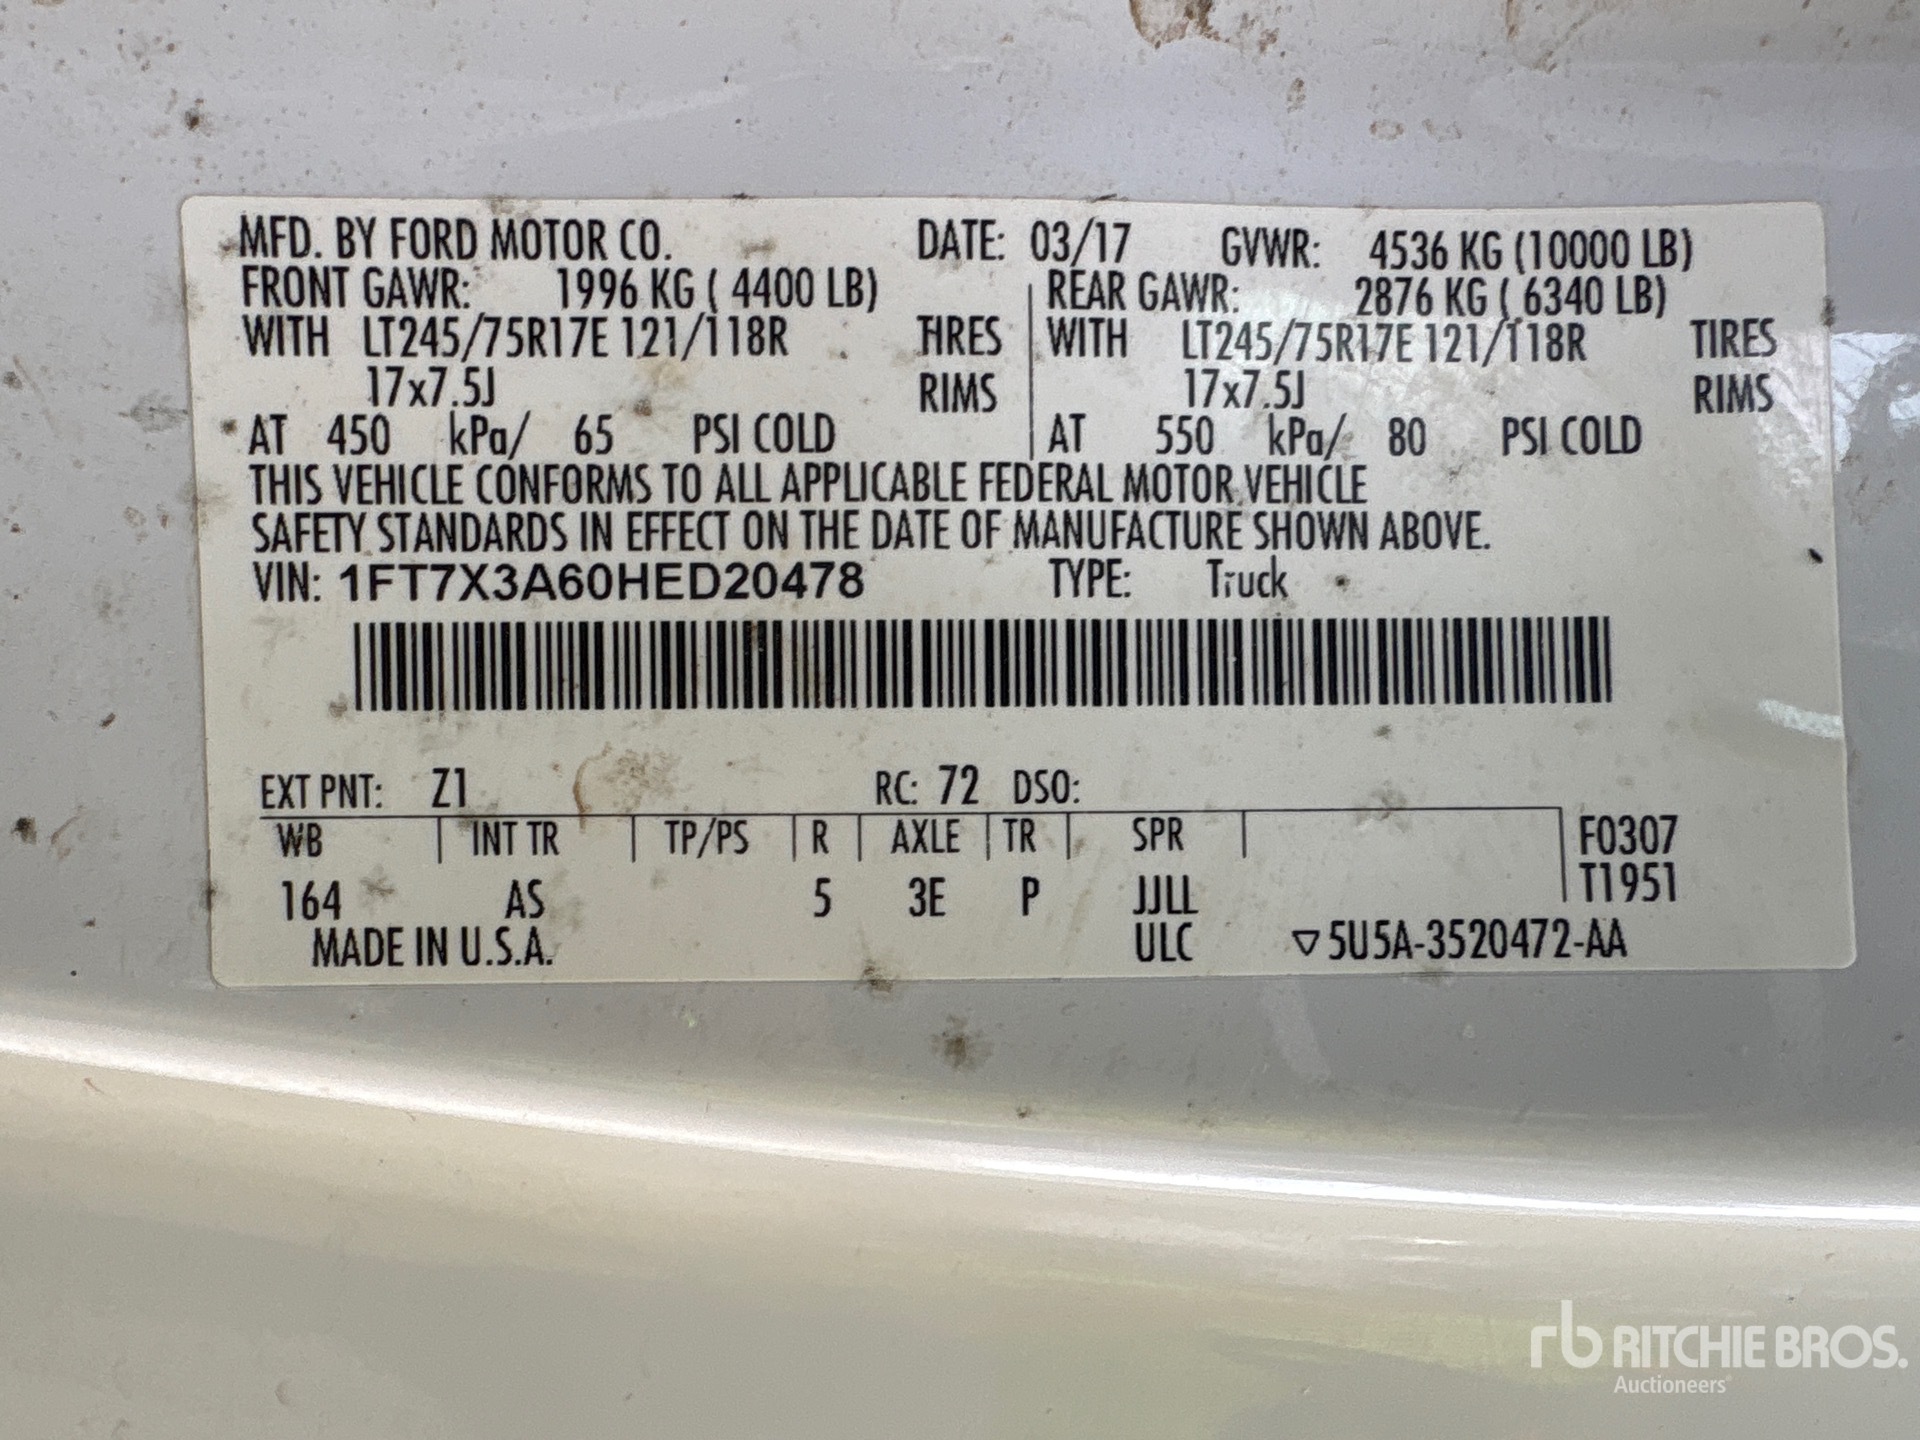 MFD. BY FORD MOTOR CO. DATE: 03/17 GVWR: 4536 KG (10000 LB)
FRONT GAWR: 1996 KG ( 4400 LB) REAR GAWR: 2876 KG ( 6340 LB)
WITH LT245/75R17E 121/118R TIRES WITH LT245/75R17E 121/118R TIRES
17x7.5J RIMS 17x7.5J RIMS
AT 450 kPa/ 65 PSI COLD AT 550 kPa/ 80 PSI COLD
THIS VEHICLE CONFORMS TO ALL APPLICABLE FEDERAL MOTOR VEHICLE
SAFETY STANDARDS IN EFFECT ON THE DATE OF MANUFACTURE SHOWN ABOVE.
VIN: 1FT7X3A60HED20478 TYPE: Truck
EXT PNT: Z1 RC: 72 DSO:
WB INT TR TP/PS R AXLE TR SPR F0307
T1951
164 AS 5 3E P JJLL
MADE IN U.S.A. ULC ▽5U5A-3520472-AA
rb RITCHIE BROS.
Auctioneers